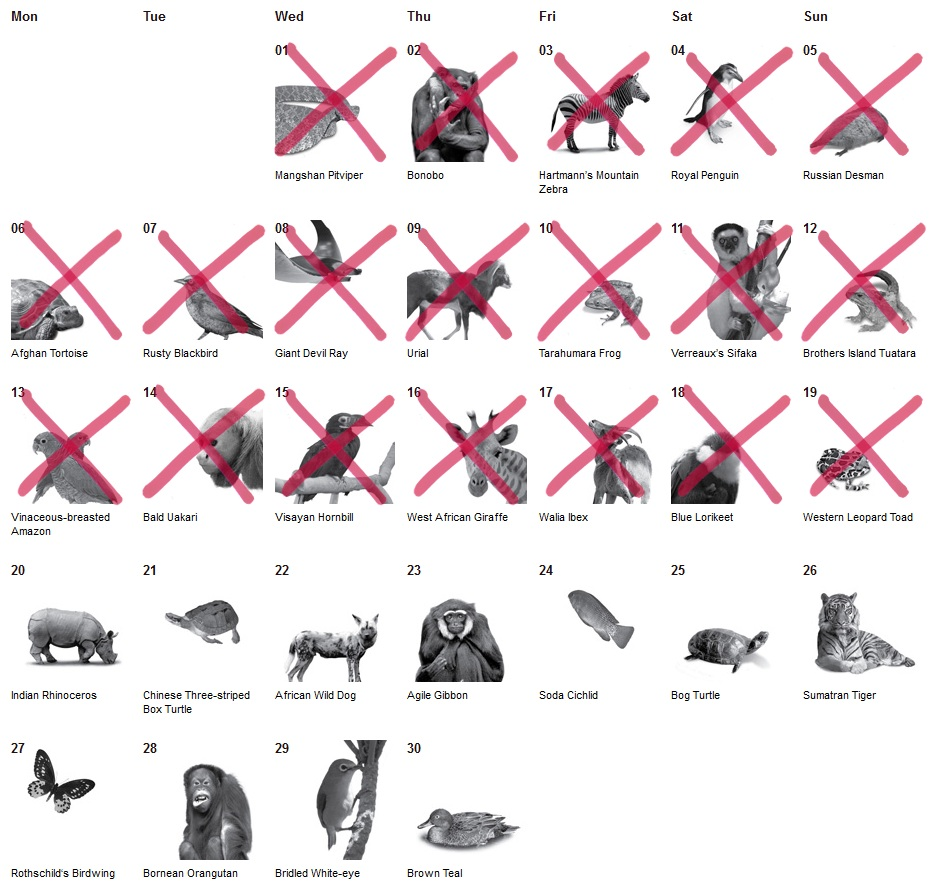 Mon Tue Wed Thu Fri Sat Sun
01 02 03 04 05
Mangshan Pitviper Bonobo Hartmann's Mountain Royal Penguin Russian Desman
Zebra
06 07 08 09 10 11 12
Afghan Tortoise Rusty Blackbird Giant Devil Ray Urial Tarahumara Frog Verreaux's Sifaka Brothers Island Tuatara
13 14 15 16 17 18 19
Vinaceous-breasted Bald Uakari Visayan Hornbill West African Giraffe Walia Ibex Blue Lorikeet Western Leopard Toad
Amazon
20 21 22 23 24 25 26
Indian Rhinoceros Chinese Three-striped African Wild Dog Agile Gibbon Soda Cichlid Bog Turtle Sumatran Tiger
Box Turtle
27 28 29 30
Rothschild's Birdwing Bornean Orangutan Bridled White-eye Brown Teal